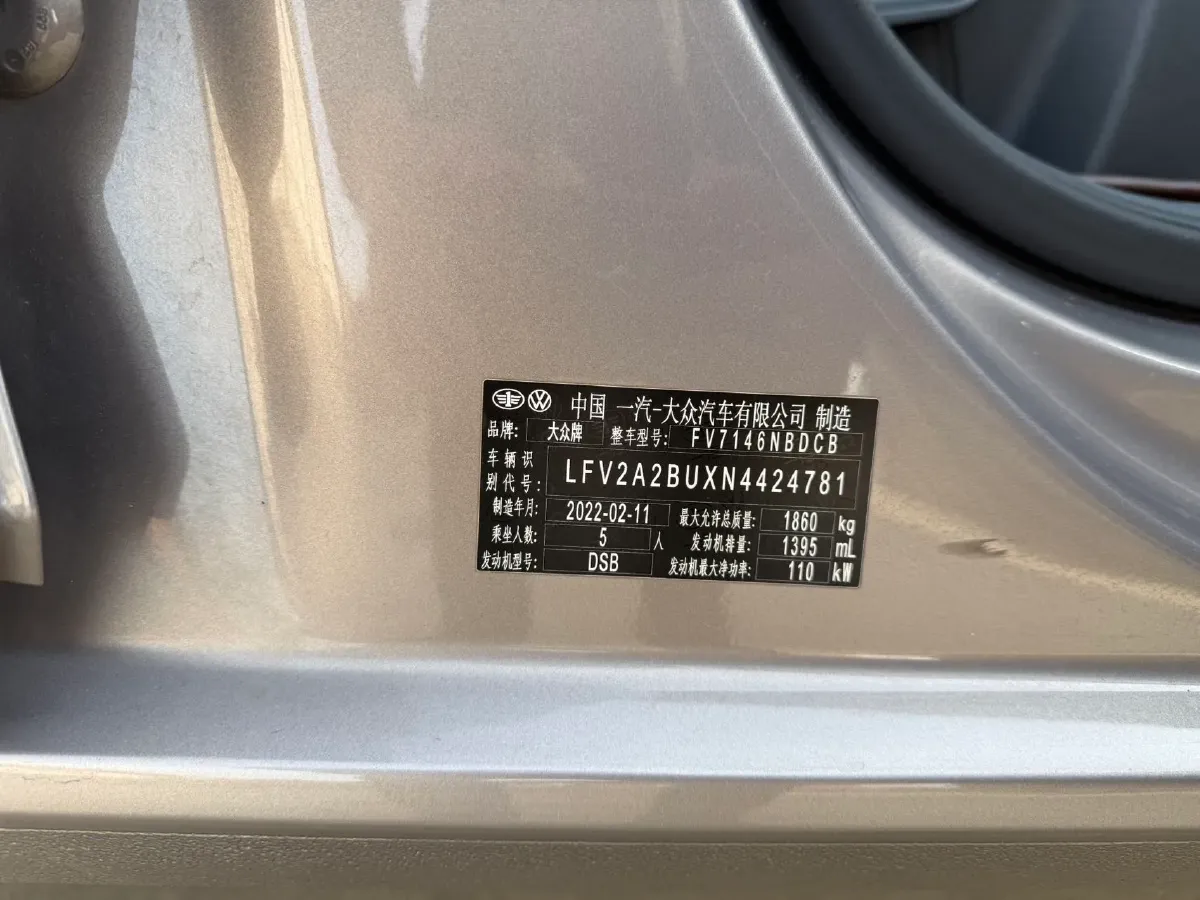 中国 一汽-大众汽车有限公司 制造
品牌: 大众牌 整车型号: FV7146NBDCB
车辆识别代号: LFV2A2BUXN4424781
制造年月: 2022-02-11 最大允许总质量: 1860 kg
乘坐人数: 5 人 发动机排量: 1395 mL
发动机型号: DSB 发动机最大净功率: 110 kW